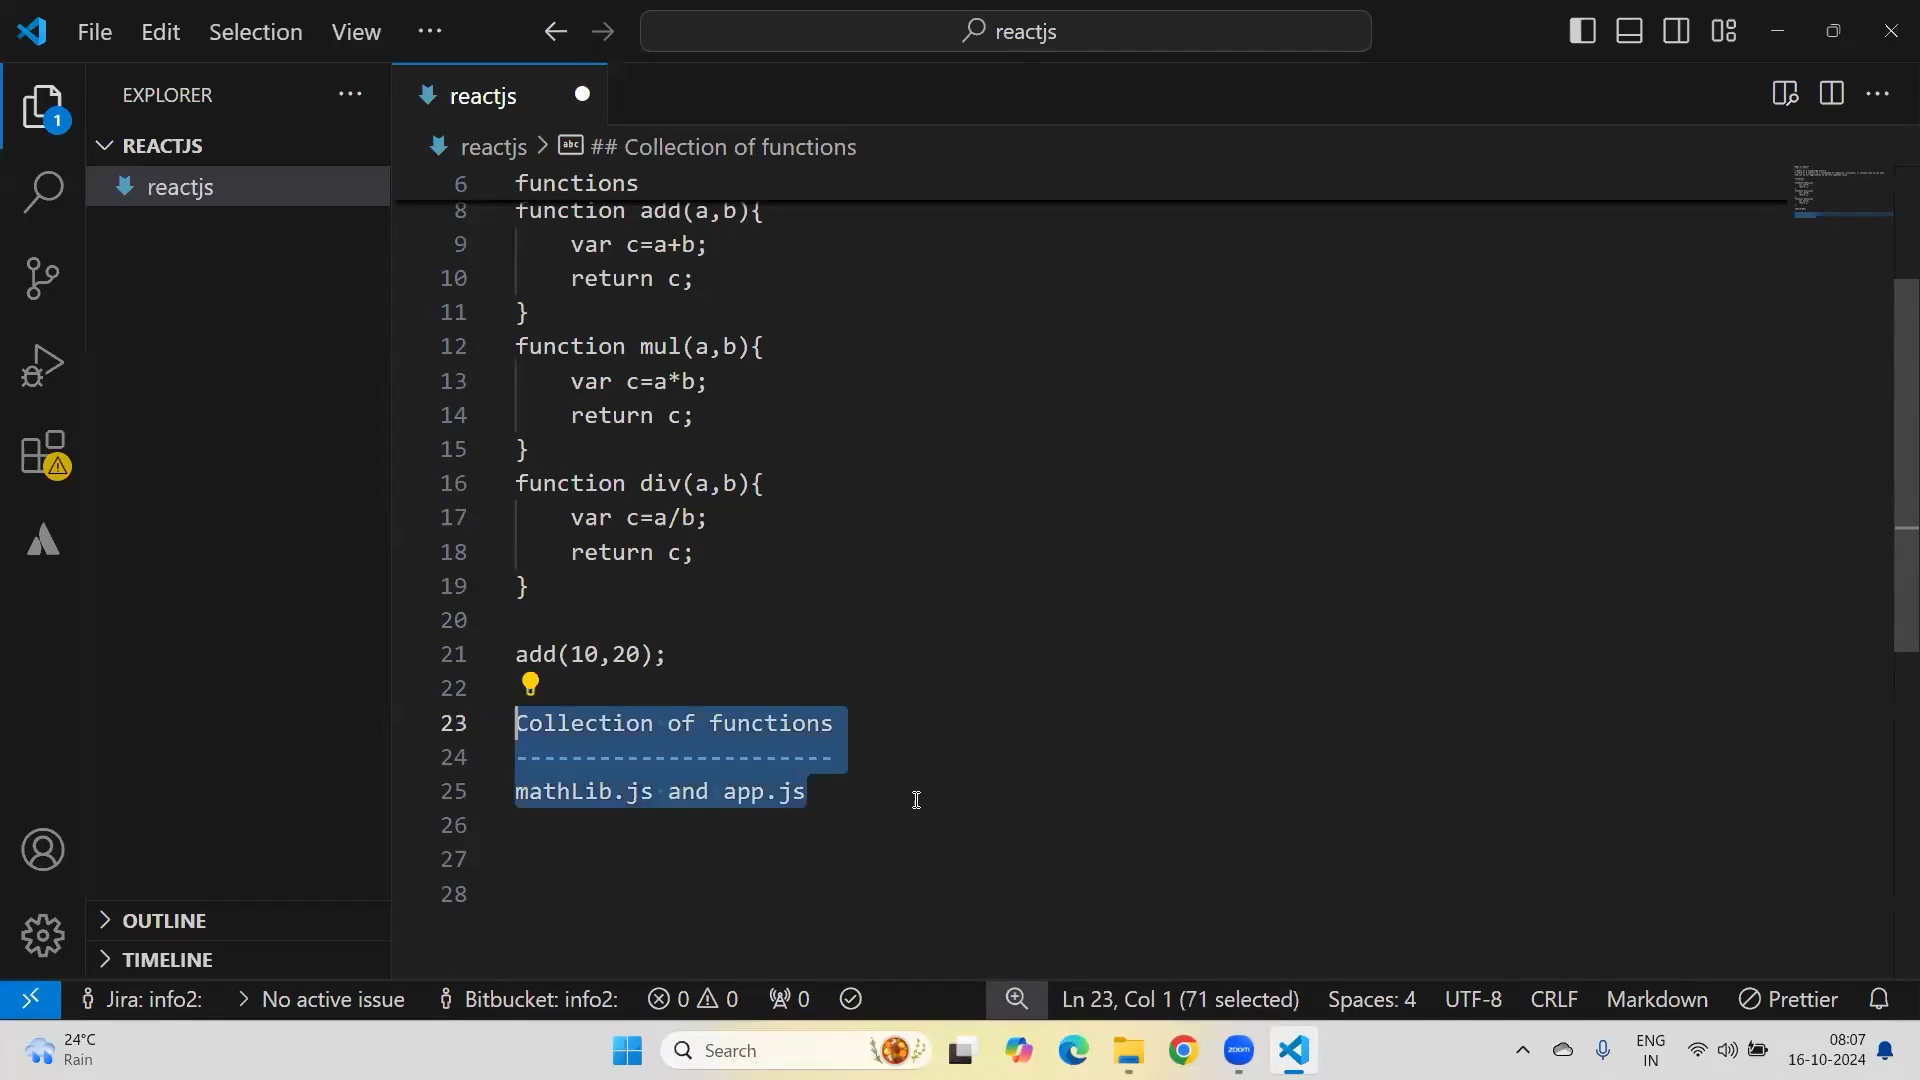 File Edit Selection View ··· reactjs
EXPLORER
reactjs
1
REACTJS
reactjs
reactjs > ## Collection of functions
6 functions
8 function add(a,b){
9 var c=a+b;
10 return c;
11 }
12 function mul(a,b){
13 var c=a*b;
14 return c;
15 }
16 function div(a,b){
17 var c=a/b;
18 return c;
19 }
20
21 add(10,20);
22
23 Collection of functions
24 -----------------------
25 mathLib.js and app.js
26
27
28
OUTLINE
TIMELINE
Jira: info2: > No active issue Bitbucket: info2: 0 0 0 Ln 23, Col 1 (71 selected) Spaces: 4 UTF-8 CRLF Markdown Prettier
24°C
Rain
Search
zoom
ENG
IN
08:07
16-10-2024